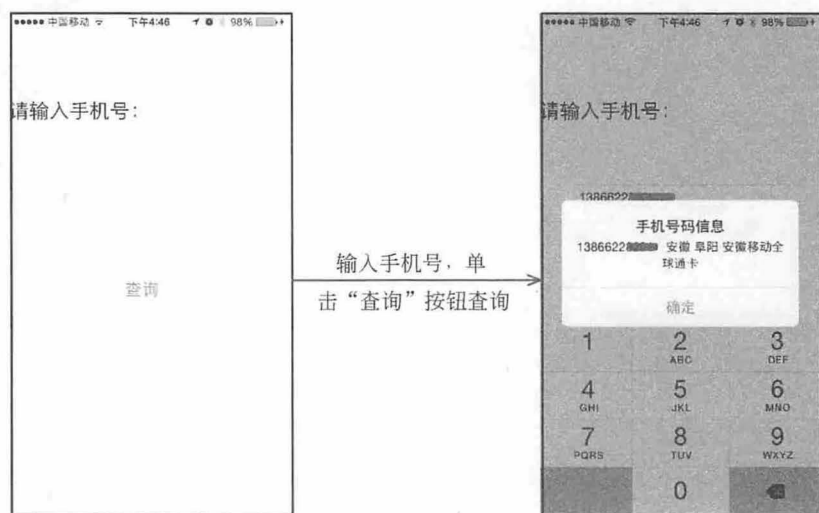 中国移动 下午4:46 98%
请输入手机号：
查询
输入手机号，单
击“查询”按钮查询
中国移动 下午4:46 98%
请输入手机号：
1386622
手机号码信息
1386622 安徽 阜阳 安徽移动全
球通卡
确定
1 2 3
ABC DEF
4 5 6
GHI JKL MNO
7 8 9
PQRS TUV WXYZ
0